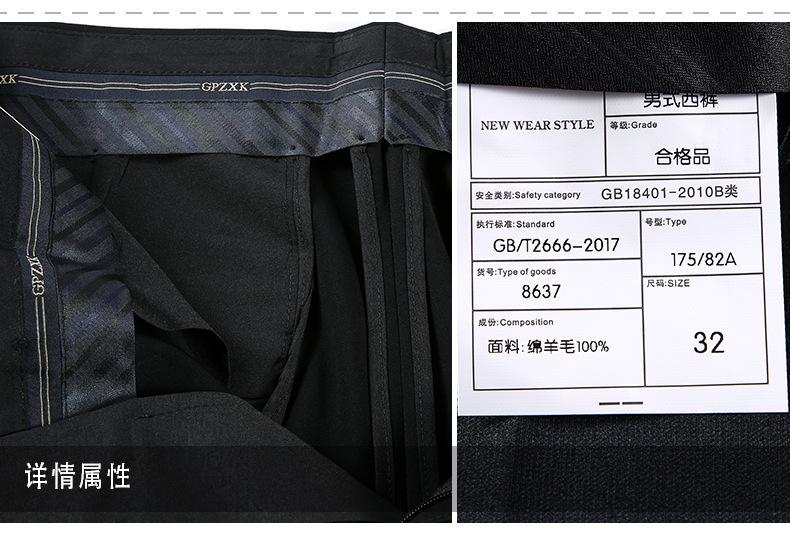 XK
GPZXK
GPZXK
男式西裤
NEW WEAR STYLE
等级:Grade
合格品
安全类别:Safety category
GB18401-2010B类
执行标准:Standard
GB/T2666-2017
号型:Type
175/82A
货号:Type of goods
8637
尺码:SIZE
32
成份:Composition
面料:绵羊毛100%
详情属性